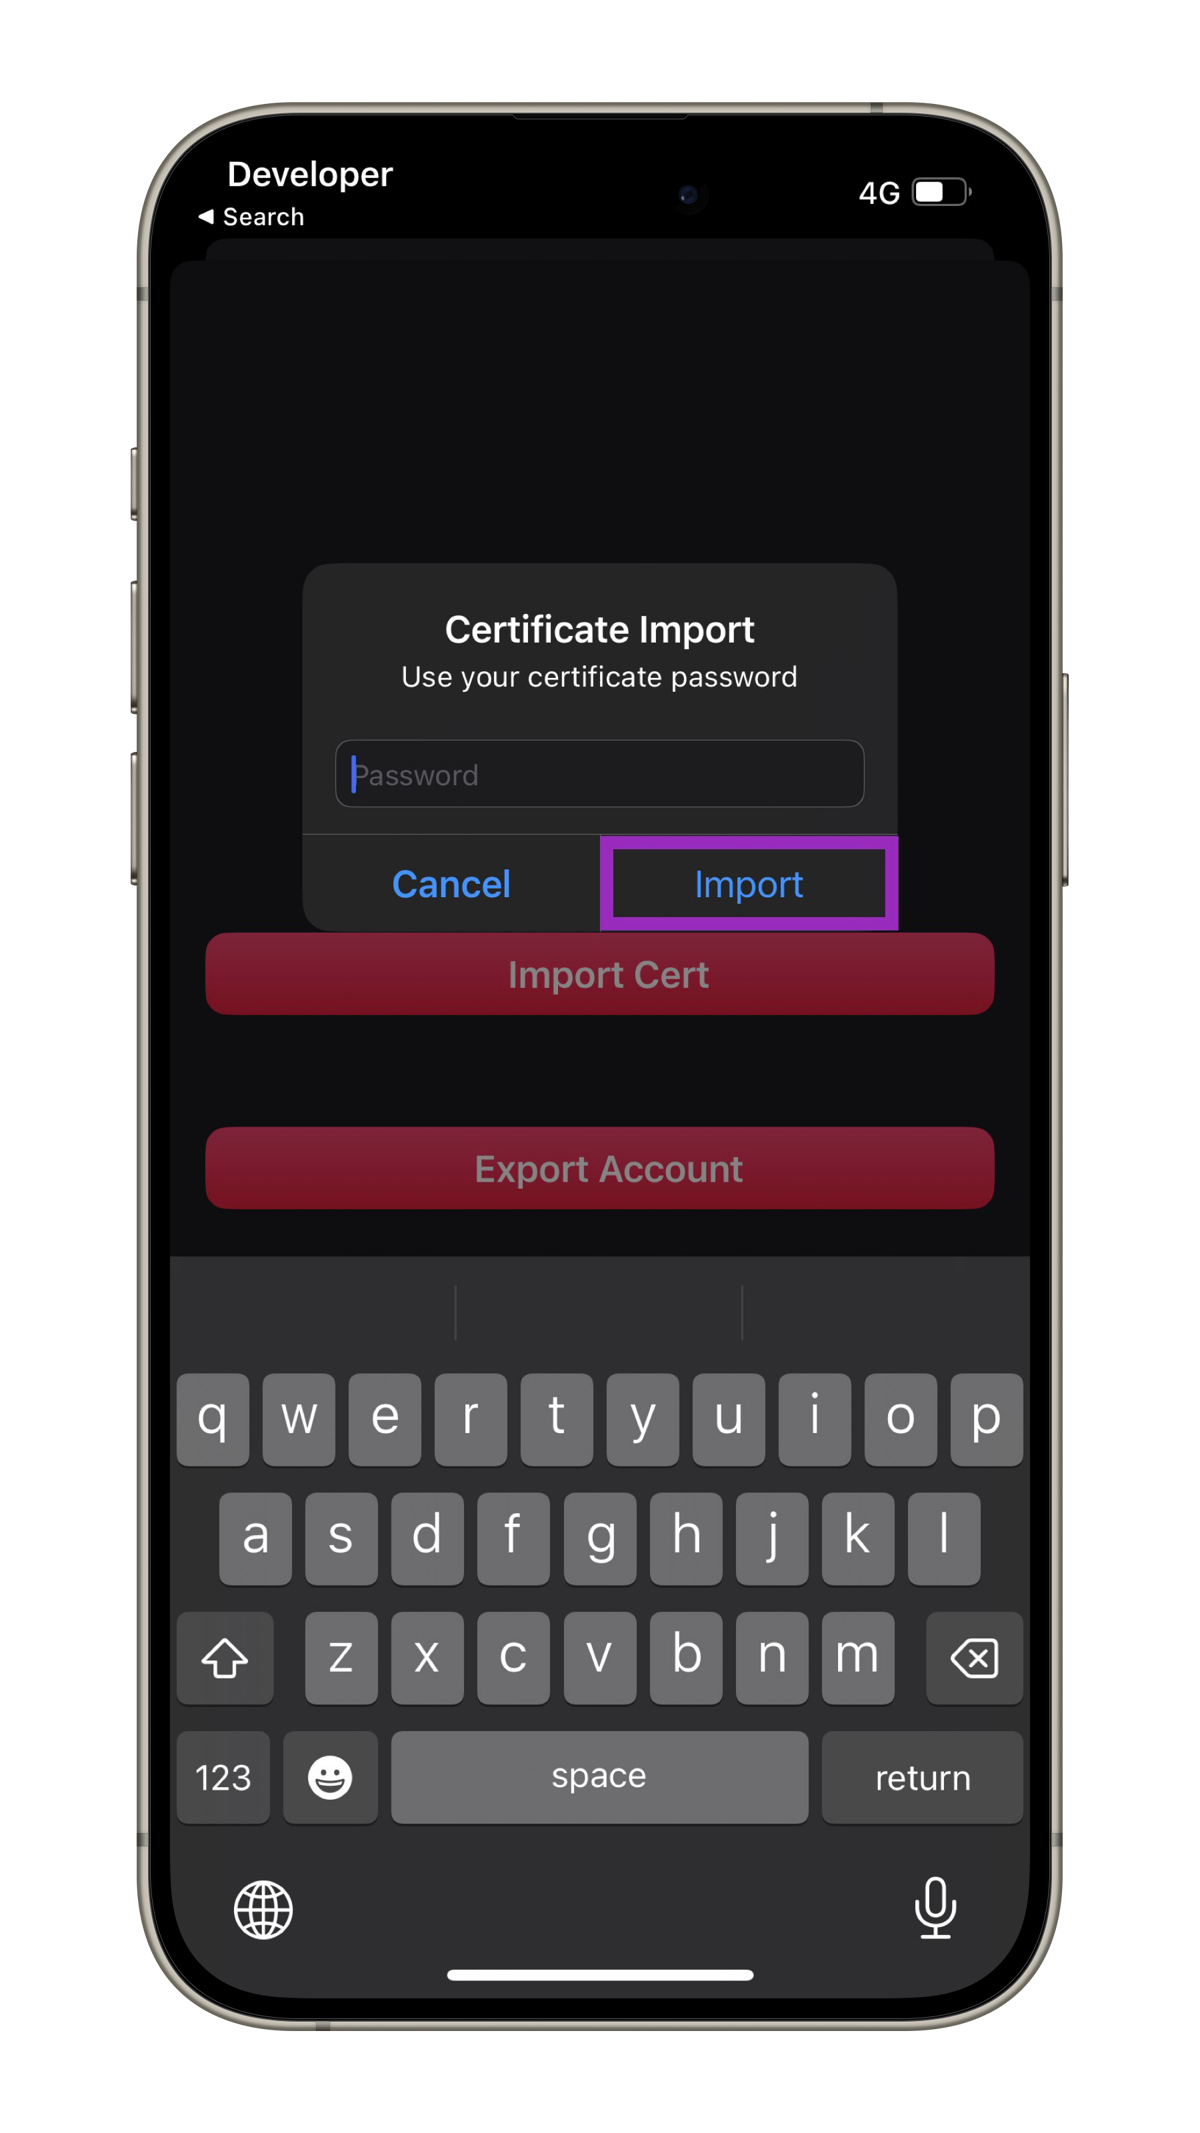 Developer
4G
◀ Search
Certificate Import
Use your certificate password
Password
Cancel
Import
Import Cert
Export Account
q w e r t y u i o p
a s d f g h j k l
z x c v b n m
123
space
return